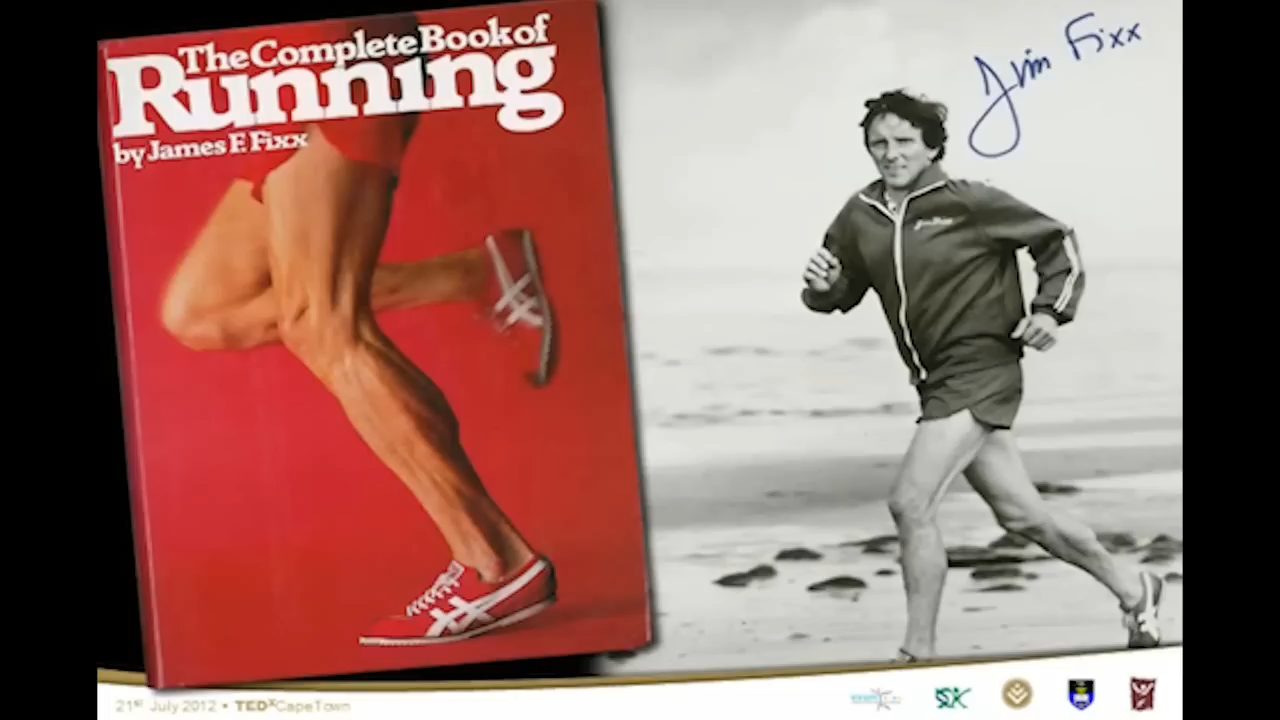 The Complete Book of
Running
by James F. Fixx
Jim Fixx
21st July 2012 • TEDxCapeTown